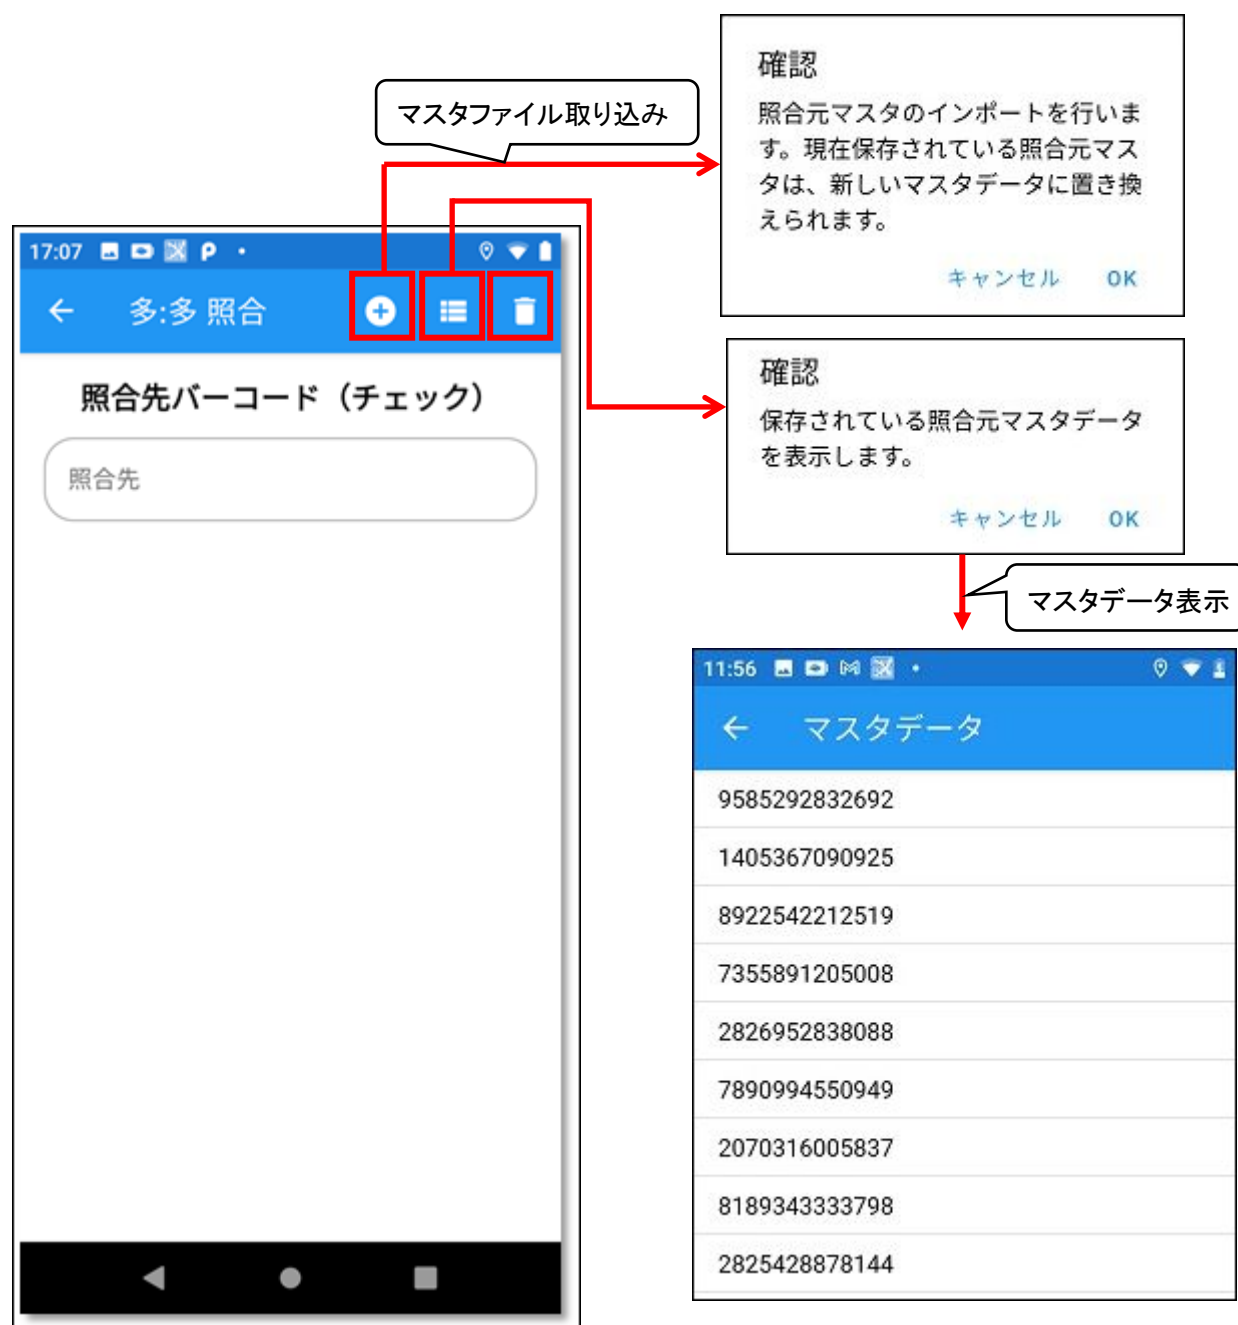 マスタファイル取り込み
確認
照合元マスタのインポートを行いま
す。現在保存されている照合元マス
タは、新しいマスタデータに置き換
えられます。
キャンセル OK
17:07
多:多 照合
照合先バーコード（チェック）
照合先
確認
保存されている照合元マスタデータ
を表示します。
キャンセル OK
マスタデータ表示
11:56
マスタデータ
9585292832692
1405367090925
8922542212519
7355891205008
2826952838088
7890994550949
2070316005837
8189343333798
2825428878144